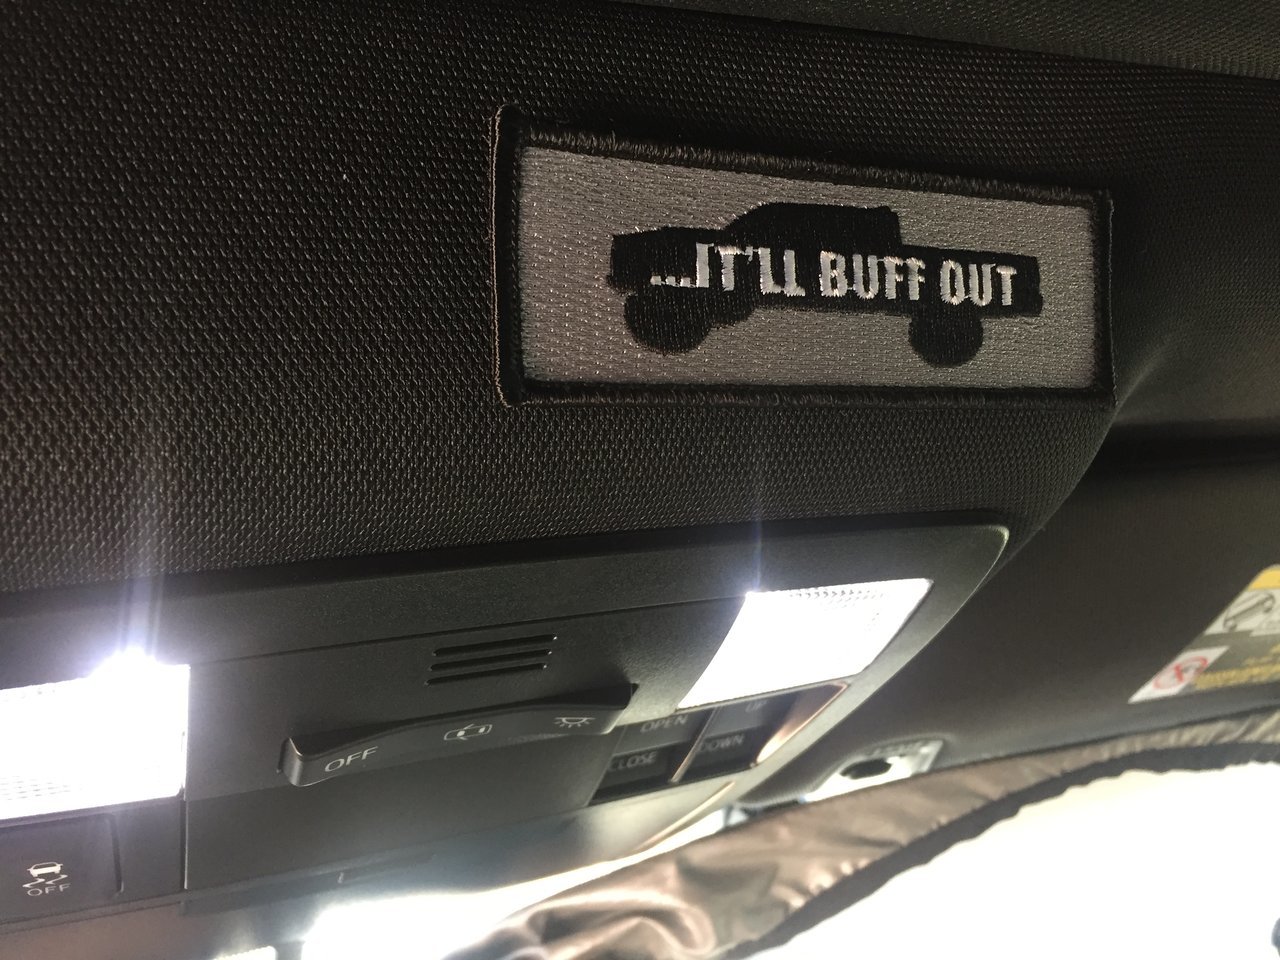 ...IT'LL BUFF OUT
OFF
OPEN
UP
CLOSE
DOWN
OFF